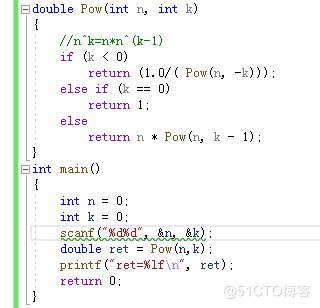 double Pow(int n, int k)
{
//n^k=n*n^(k-1)
if (k < 0)
return (1.0/( Pow(n, -k)));
else if (k == 0)
return 1;
else
return n * Pow(n, k - 1);
}
int main()
{
int n = 0;
int k = 0;
scanf("%d%d", &n, &k);
double ret = Pow(n,k);
printf("ret=%lf\n", ret);
return 0;
}
@51CTO博客